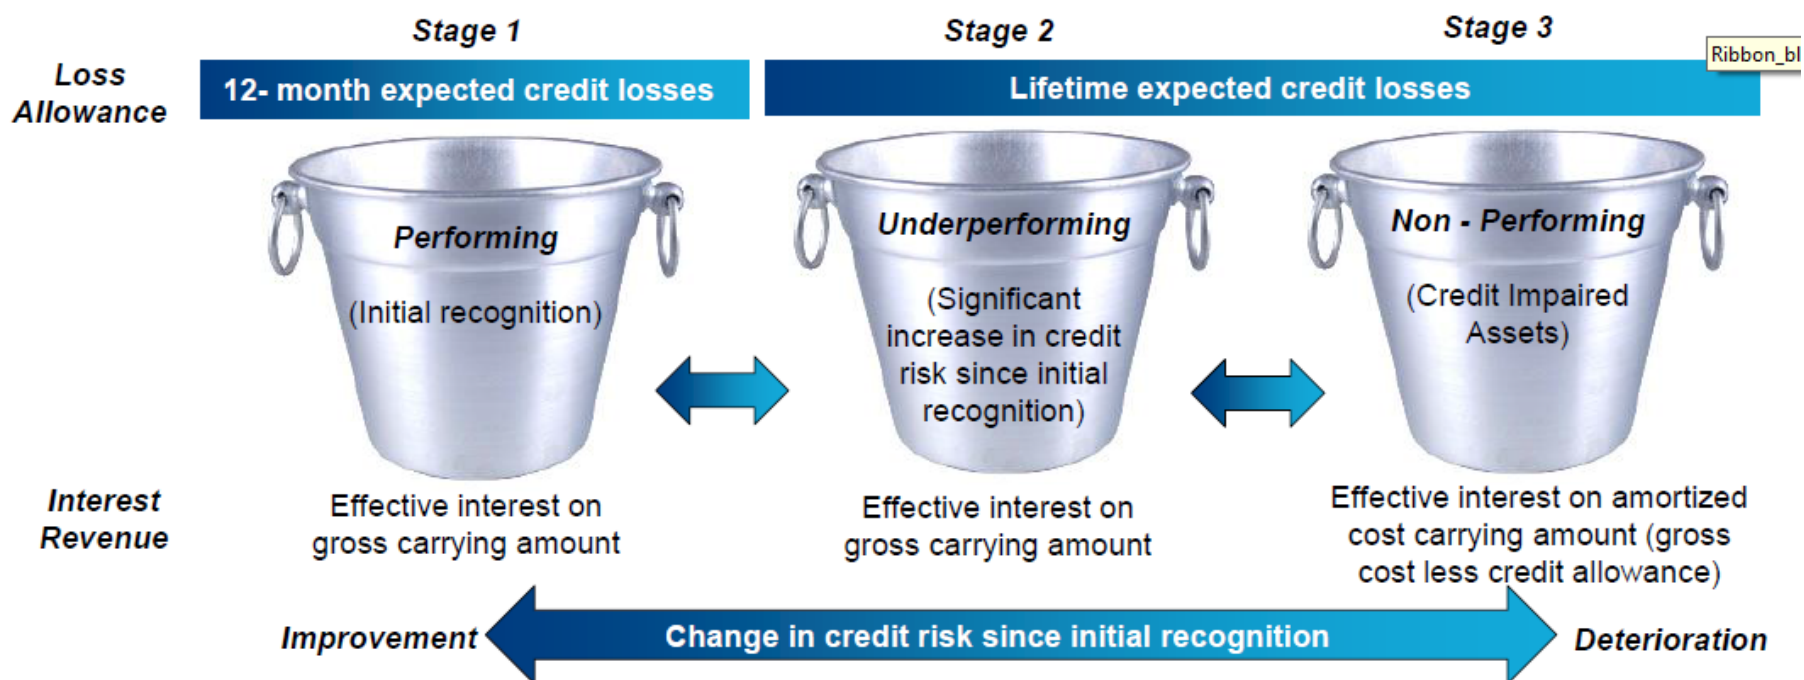 Stage 1
Stage 2
Stage 3
Ribbon_bl
Loss
Allowance
12- month expected credit losses
Lifetime expected credit losses
Performing
(Initial recognition)
Underperforming
(Significant
increase in credit
risk since initial
recognition)
Non - Performing
(Credit Impaired
Assets)
Interest
Revenue
Effective interest on
gross carrying amount
Effective interest on
gross carrying amount
Effective interest on amortized
cost carrying amount (gross
cost less credit allowance)
Improvement
Change in credit risk since initial recognition
Deterioration